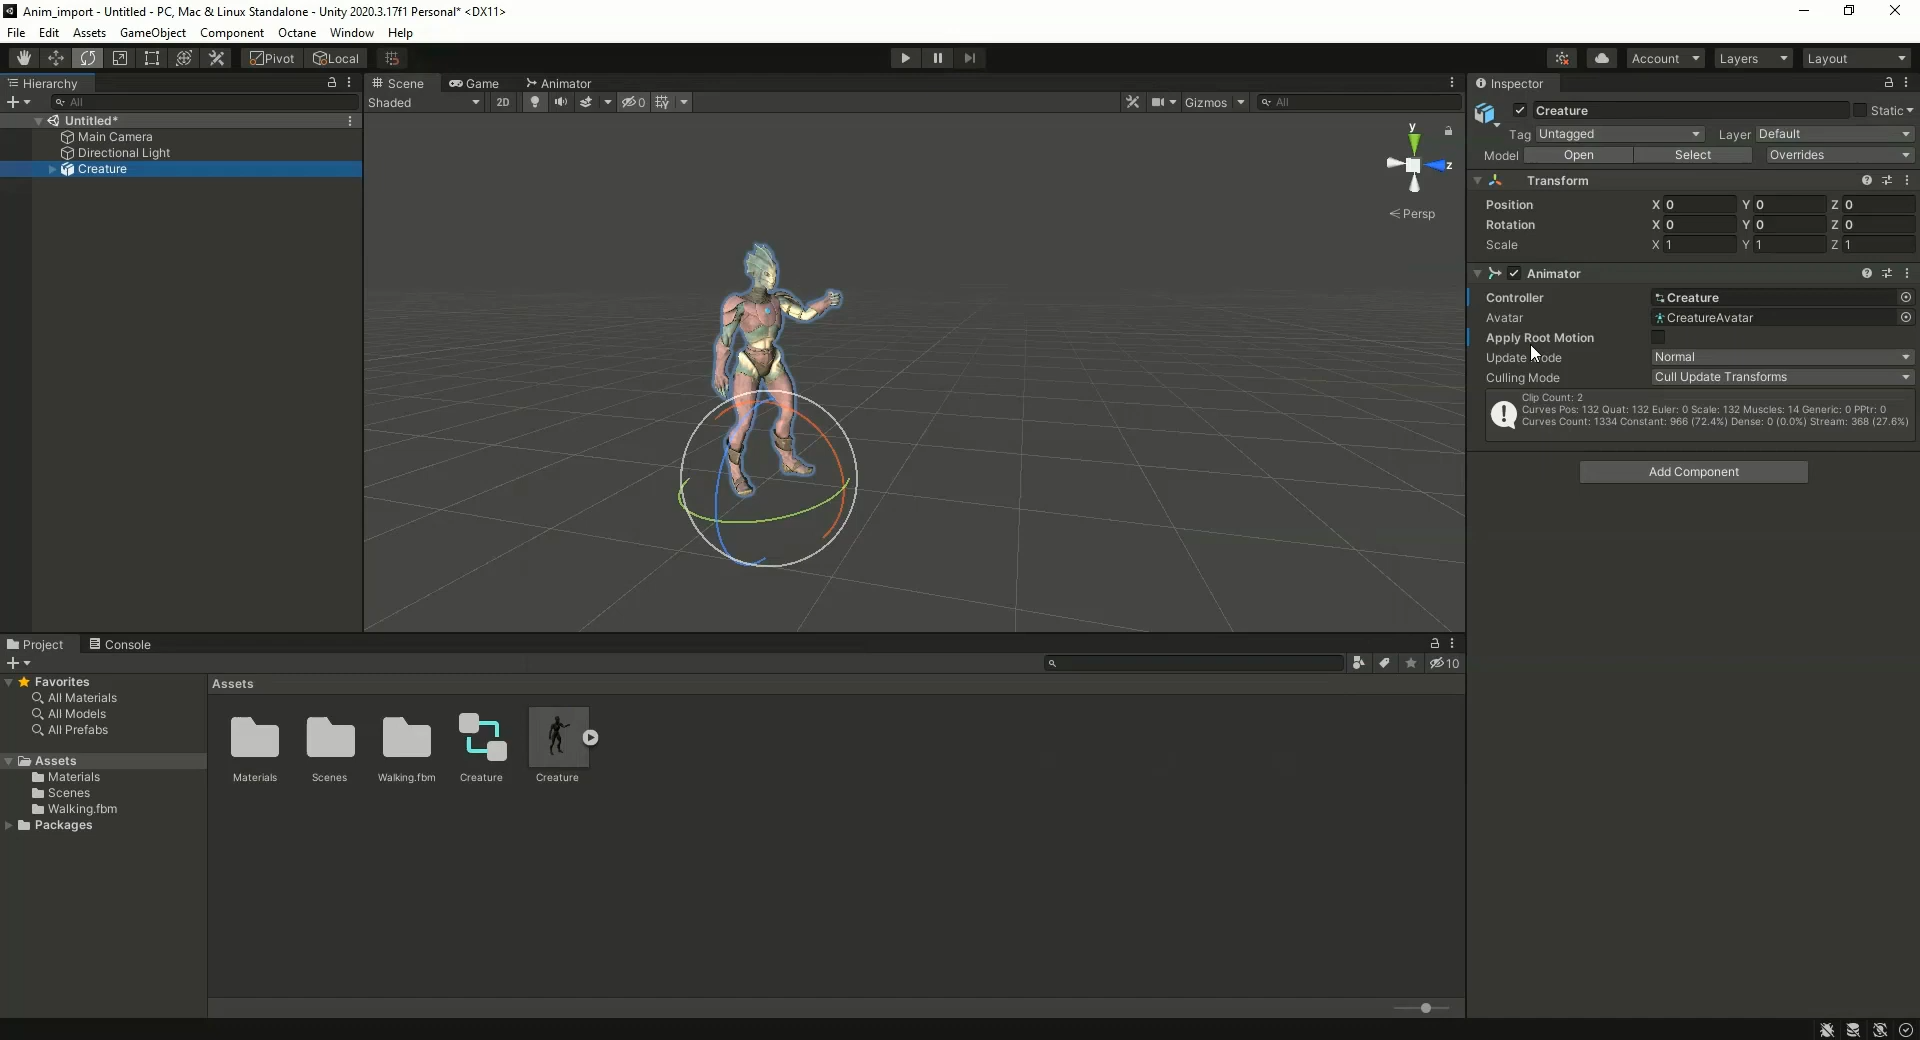 Anim_import - Untitled - PC, Mac & Linux Standalone - Unity 2020.3.17f1 Personal* <DX11>
File Edit Assets GameObject Component Octane Window Help
Pivot Local Account Layers Layout
Hierarchy
All
Untitled*
Main Camera
Directional Light
Creature
Scene Game Animator
Shaded 2D 0 Gizmos All
y
z
Persp
Inspector
Creature Static
Tag Untagged Layer Default
Model Open Select Overrides
Transform
Position X 0 Y 0 Z 0
Rotation X 0 Y 0 Z 0
Scale X 1 Y 1 Z 1
Animator
Controller Creature
Avatar CreatureAvatar
Apply Root Motion
Update Normal
Culling Mode Cull Update Transforms
Clip Count: 2
Curves Pos: 132 Quat: 132 Euler: 0 Scale: 132 Muscles: 14 Generic: 0 PPtr: 0
Curves Count: 1334 Constant: 966 (72.4%) Dense: 0 (0.0%) Stream: 368 (27.6%)
Add Component
Project Console
10
Favorites
All Materials
All Models
All Prefabs
Assets
Materials
Scenes
Walking.fbm
Packages
Assets
Materials Scenes Walking.fbm Creature Creature